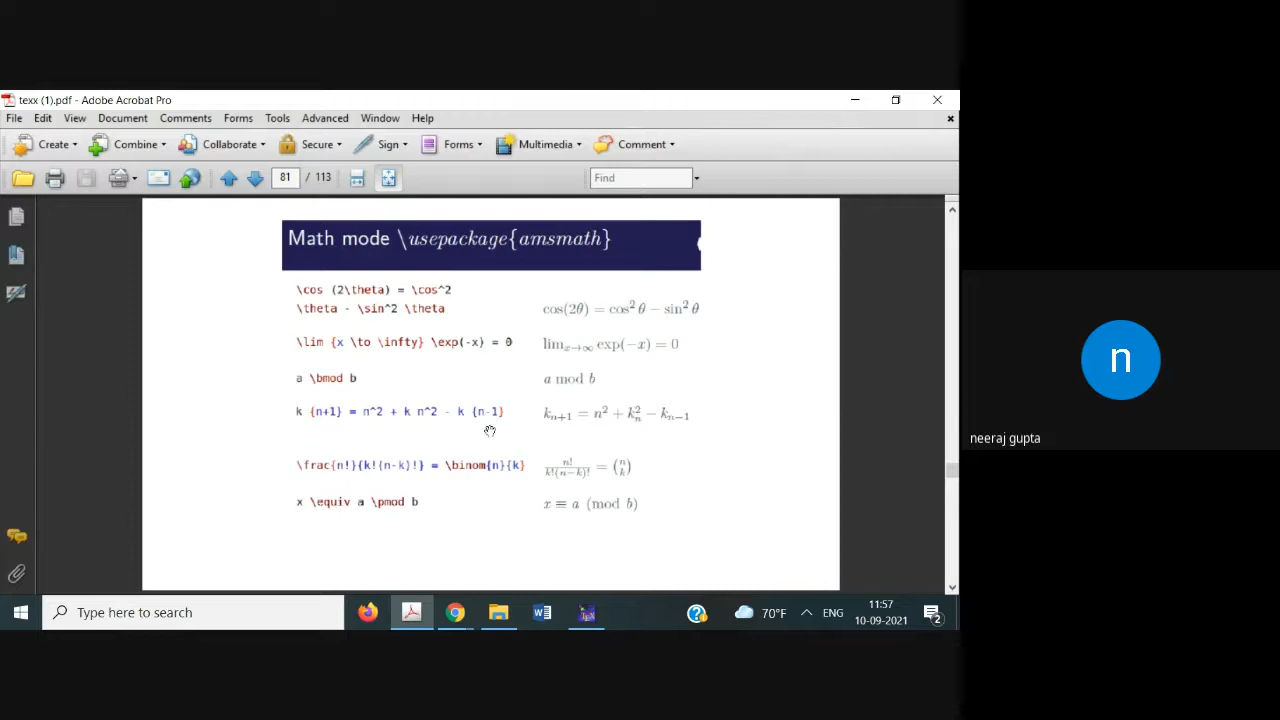 texx (1).pdf - Adobe Acrobat Pro
File Edit View Document Comments Forms Tools Advanced Window Help
Create Combine Collaborate Secure Sign Forms Multimedia Comment
81 / 113 Find
Math mode \usepackage{amsmath}
\cos (2\theta) = \cos^2
\theta - \sin^2 \theta
cos(2θ) = cos² θ − sin² θ
\lim {x \to \infty} \exp(-x) = 0
lim_{x→∞} exp(−x) = 0
a \bmod b
a mod b
k {n+1} = n^2 + k n^2 - k {n-1}
k_{n+1} = n² + k_n² − k_{n−1}
\frac{n!}{k!(n-k)!} = \binom{n}{k}
n!/k!(n−k)! = (n k)
x \equiv a \pmod b
x ≡ a (mod b)
n
neeraj gupta
Type here to search
70°F ENG
11:57
10-09-2021
2